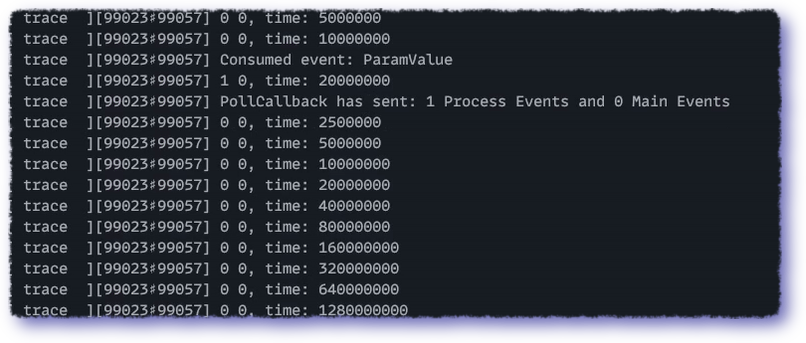 trace  ][99023♯99057] 0 0, time: 5000000
trace  ][99023♯99057] 0 0, time: 10000000
trace  ][99023♯99057] Consumed event: ParamValue
trace  ][99023♯99057] 1 0, time: 20000000
trace  ][99023♯99057] PollCallback has sent: 1 Process Events and 0 Main Events
trace  ][99023♯99057] 0 0, time: 2500000
trace  ][99023♯99057] 0 0, time: 5000000
trace  ][99023♯99057] 0 0, time: 10000000
trace  ][99023♯99057] 0 0, time: 20000000
trace  ][99023♯99057] 0 0, time: 40000000
trace  ][99023♯99057] 0 0, time: 80000000
trace  ][99023♯99057] 0 0, time: 160000000
trace  ][99023♯99057] 0 0, time: 320000000
trace  ][99023♯99057] 0 0, time: 640000000
trace  ][99023♯99057] 0 0, time: 1280000000